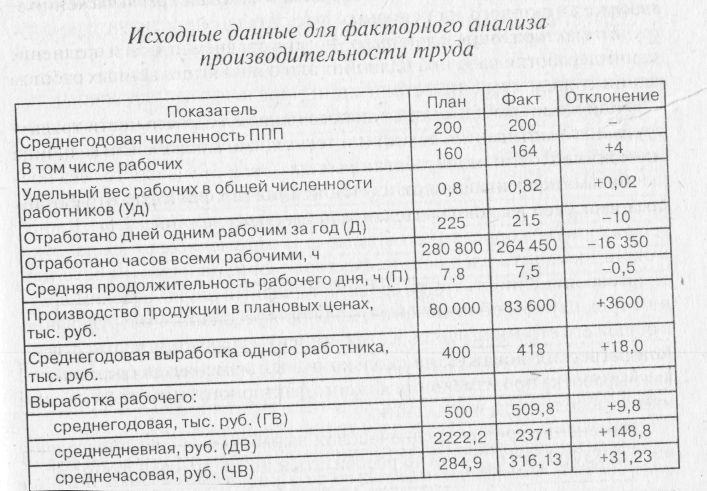 Исходные данные для факторного анализа
производительности труда
Показатель План Факт Отклонение
Среднегодовая численность ППП 200 200 –
В том числе рабочих 160 164 +4
Удельный вес рабочих в общей численности
работников (Уд) 0,8 0,82 +0,02
Отработано дней одним рабочим за год (Д) 225 215 –10
Отработано часов всеми рабочими, ч 280 800 264 450 –16 350
Средняя продолжительность рабочего дня, ч (П) 7,8 7,5 –0,5
Производство продукции в плановых ценах,
тыс. руб. 80 000 83 600 +3600
Среднегодовая выработка одного работника,
тыс. руб. 400 418 +18,0
Выработка рабочего:
среднегодовая, тыс. руб. (ГВ) 500 509,8 +9,8
среднедневная, руб. (ДВ) 2222,2 2371 +148,8
среднечасовая, руб. (ЧВ) 284,9 316,13 +31,23